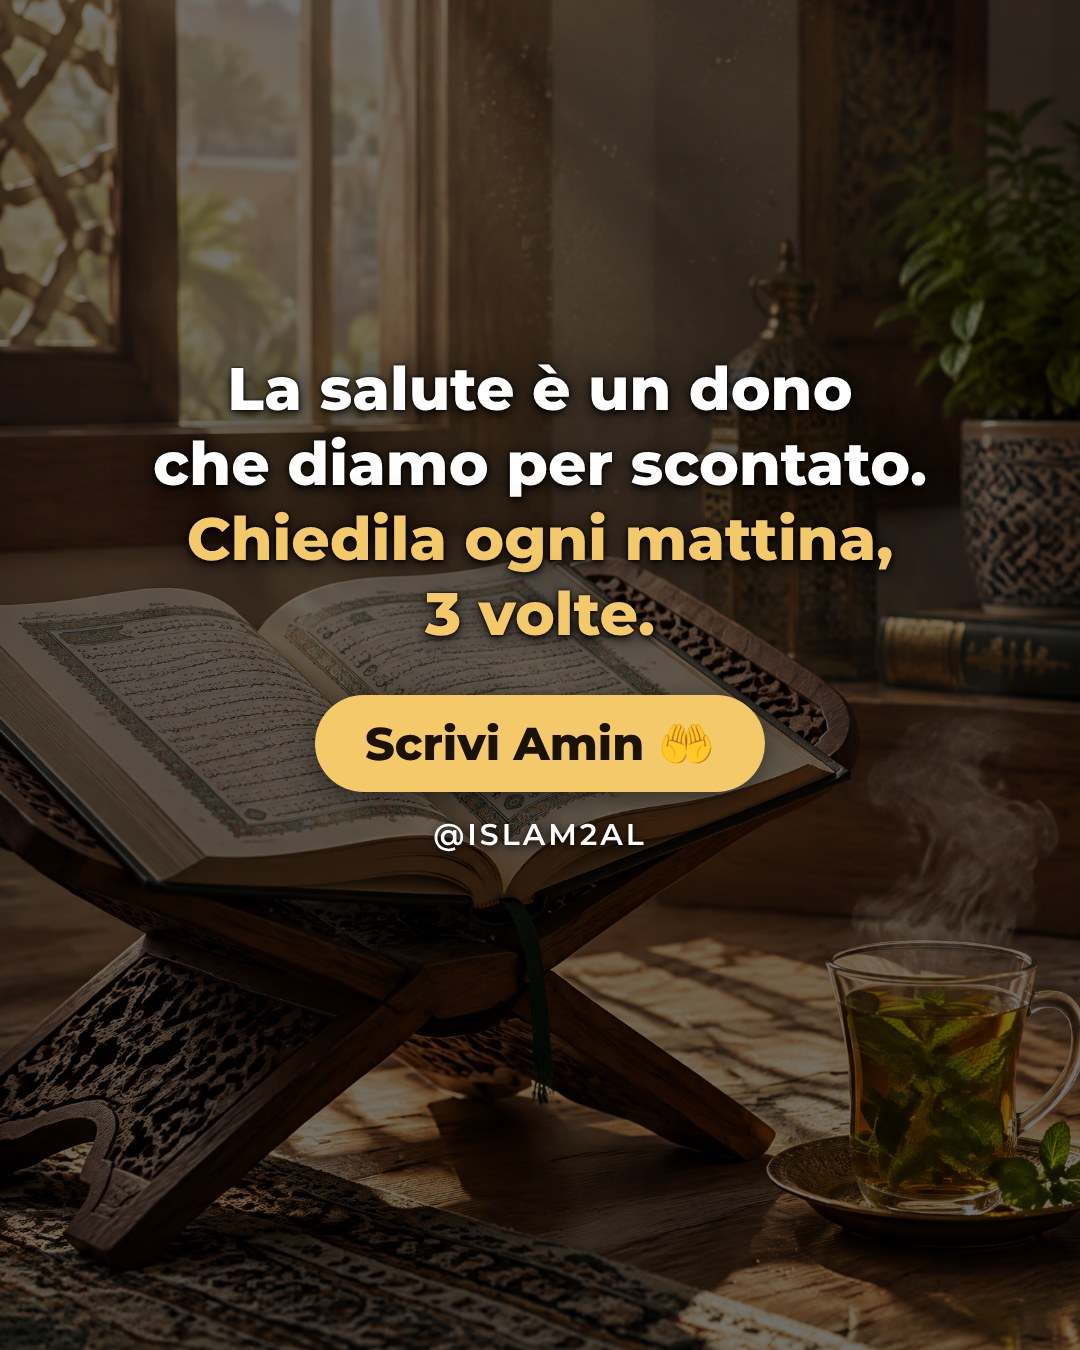 La salute è un dono
che diamo per scontato.
Chiedila ogni mattina,
3 volte.
Scrivi Amin 🤲
@ISLAM2AL